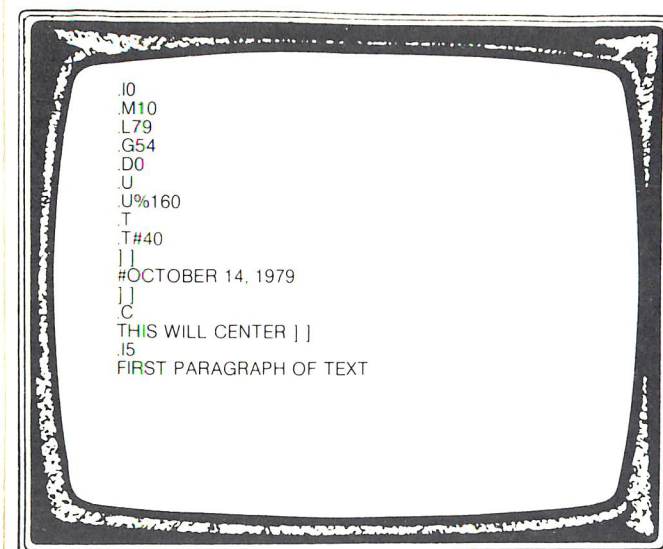 .I0
.M10
.L79
.G54
.D0
.U
.U%160
.T
.T#40
] ]
#OCTOBER 14, 1979
] ]
.C
THIS WILL CENTER ] ]
.I5
FIRST PARAGRAPH OF TEXT